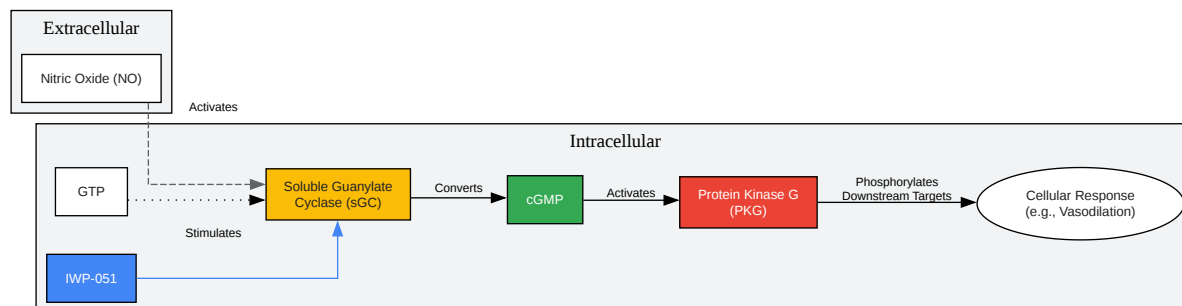 Extracellular
Nitric Oxide (NO)
Activates
Intracellular
GTP
Soluble Guanylate
Cyclase (sGC)
Converts
cGMP
Activates
Protein Kinase G
(PKG)
Phosphorylates
Downstream Targets
Cellular Response
(e.g., Vasodilation)
Stimulates
IWP-051